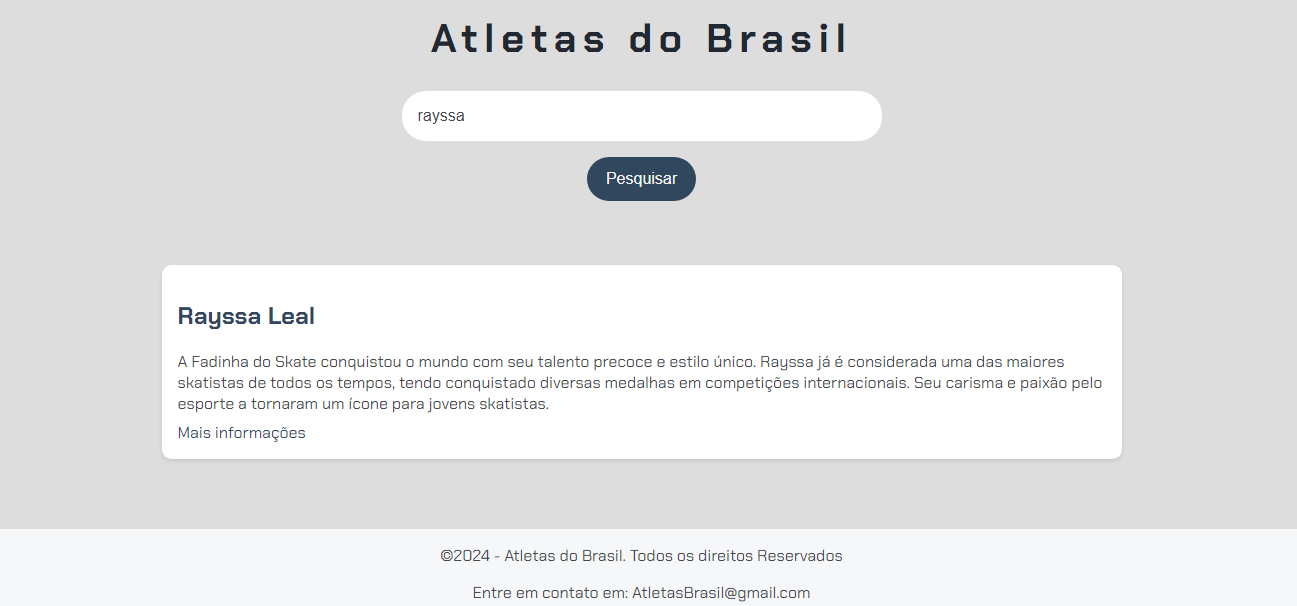 Atletas do Brasil
rayssa
Pesquisar
Rayssa Leal
A Fadinha do Skate conquistou o mundo com seu talento precoce e estilo único. Rayssa já é considerada uma das maiores
skatistas de todos os tempos, tendo conquistado diversas medalhas em competições internacionais. Seu carisma e paixão pelo
esporte a tornaram um ícone para jovens skatistas.
Mais informações
©2024 - Atletas do Brasil. Todos os direitos Reservados
Entre em contato em: AtletasBrasil@gmail.com